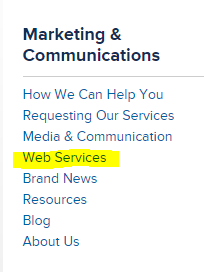 Marketing &
Communications
How We Can Help You
Requesting Our Services
Media & Communication
Web Services
Brand News
Resources
Blog
About Us